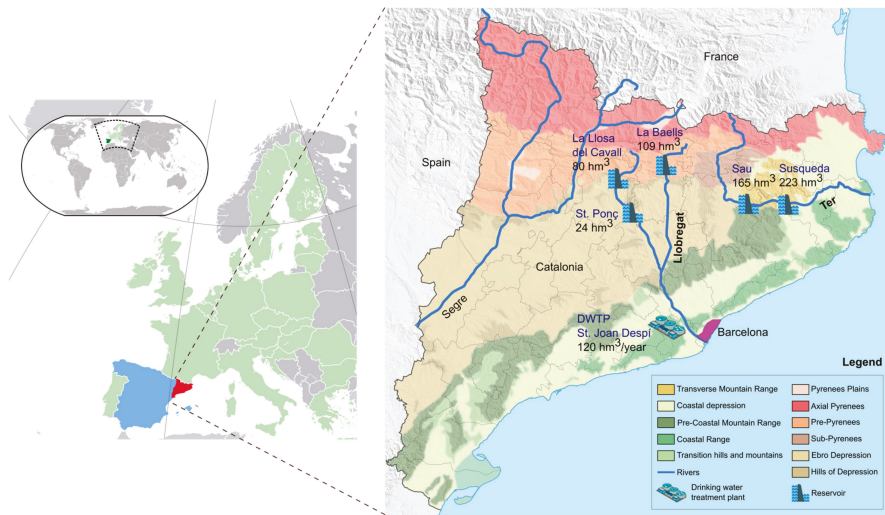 France
Spain
La Llosa
del Cavall
80 hm3
La Baells
109 hm3
Sau
165 hm3
Susqueda
223 hm3
St. Ponç
24 hm3
Ter
Llobregat
Catalonia
Segre
DWTP
St. Joan Despí
120 hm3/year
Barcelona
Legend
Transverse Mountain Range
Coastal depression
Pre-Coastal Mountain Range
Coastal Range
Transition hills and mountains
Rivers
Drinking water
treatment plant
Pyrenees Plains
Axial Pyrenees
Pre-Pyrenees
Sub-Pyrenees
Ebro Depression
Hills of Depression
Reservoir